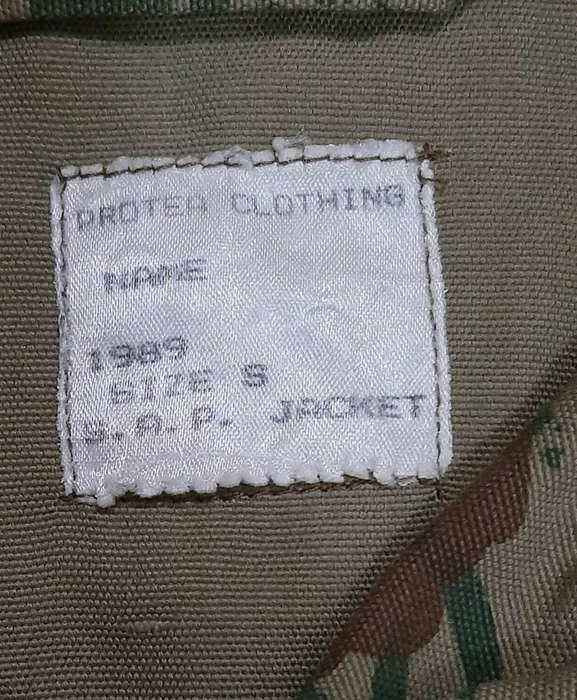 PROTEA CLOTHING
NAME
1989
SIZE S
S.A.P. JACKET